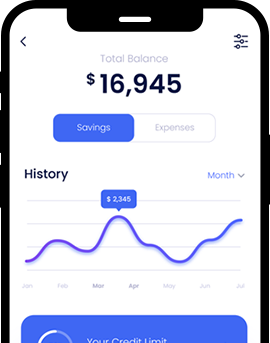 Total Balance
$ 16,945
Savings
Expenses
History
Month
$ 2,345
Jan Feb Mar Apr May Jun Jul
Your Credit Limit